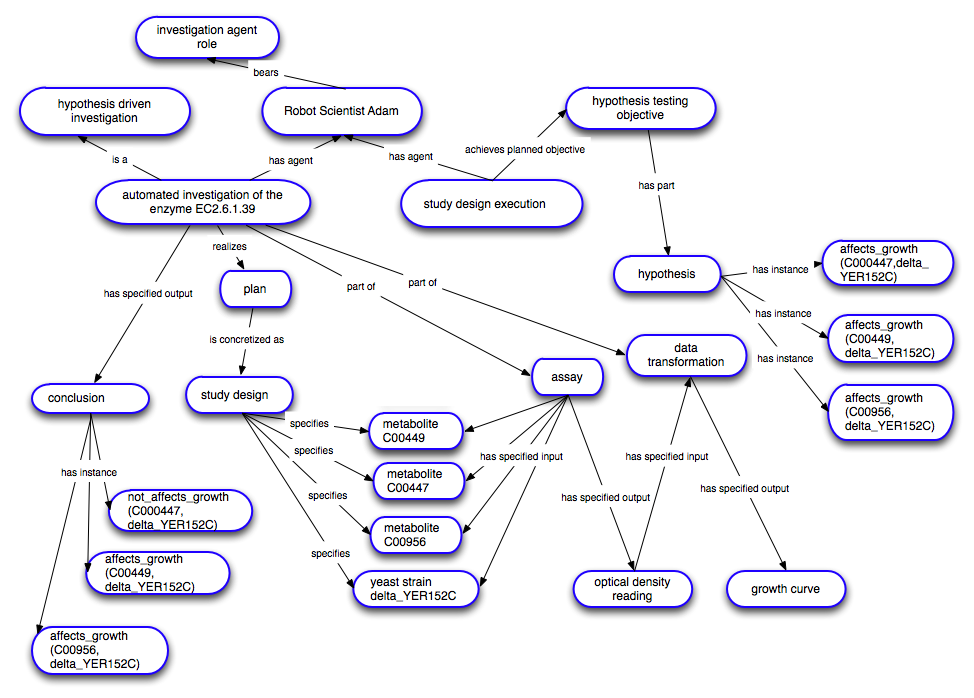 investigation agent
role
bears
hypothesis driven
investigation
Robot Scientist Adam
hypothesis testing
objective
is a
has agent
has agent
achieves planned objective
automated investigation of the
enzyme EC2.6.1.39
study design execution
has part
realizes
has specified output
plan
part of
part of
hypothesis
has instance
affects_growth
(C000447,delta_
YER152C)
has instance
affects_growth
(C00449,
delta_YER152C)
has instance
affects_growth
(C00956,
delta_YER152C)
is concretized as
data
transformation
assay
conclusion
study design
specifies
metabolite
C00449
specifies
metabolite
C00447
specifies
metabolite
C00956
specifies
yeast strain
delta_YER152C
has specified input
has specified input
has specified output
has specified output
optical density
reading
growth curve
has instance
not_affects_growth
(C000447,
delta_YER152C)
affects_growth
(C00449,
delta_YER152C)
affects_growth
(C00956,
delta_YER152C)